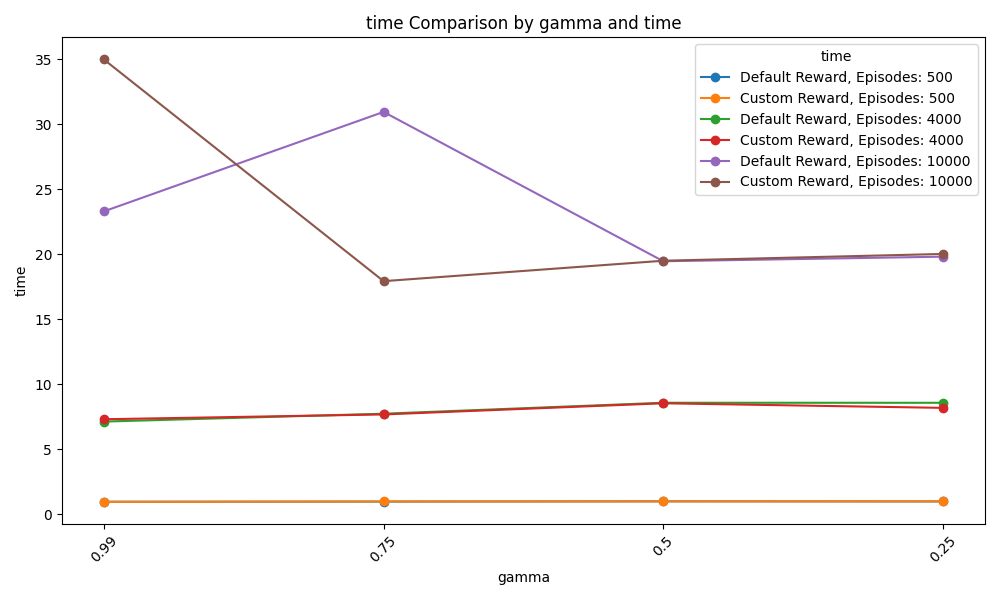 time Comparison by gamma and time
time
Default Reward, Episodes: 500
Custom Reward, Episodes: 500
Default Reward, Episodes: 4000
Custom Reward, Episodes: 4000
Default Reward, Episodes: 10000
Custom Reward, Episodes: 10000
35
30
25
20
15
10
5
0
time
0.99
0.75
0.5
0.25
gamma